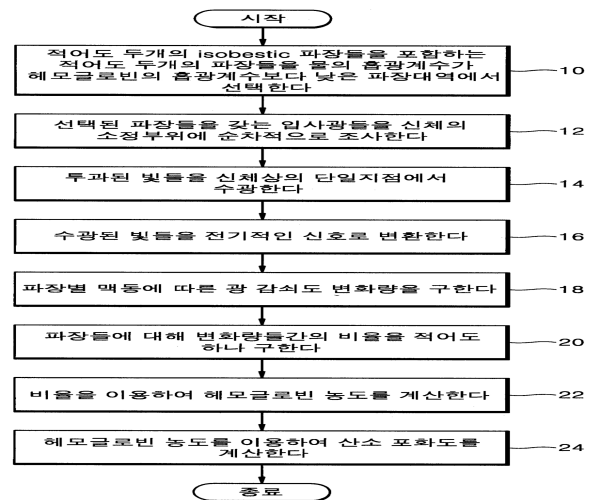 시작
적어도 두개의 isobestic 파장들을 포함하는
적어도 두개의 파장들을 물의 흡광계수가
헤모글로빈의 흡광계수보다 낮은 파장대역에서
선택한다
10
선택된 파장들을 갖는 입사광들을 신체의
소정부위에 순차적으로 조사한다
12
투과된 빛들을 신체상의 단일지점에서
수광한다
14
수광된 빛들을 전기적인 신호로 변환한다
16
파장별 맥동에 따른 광 감쇠도 변화량을 구한다
18
파장들에 대해 변화량들간의 비율을 적어도
하나 구한다
20
비율을 이용하여 헤모글로빈 농도를 계산한다
22
헤모글로빈 농도를 이용하여 산소 포화도를
계산한다
24
종료